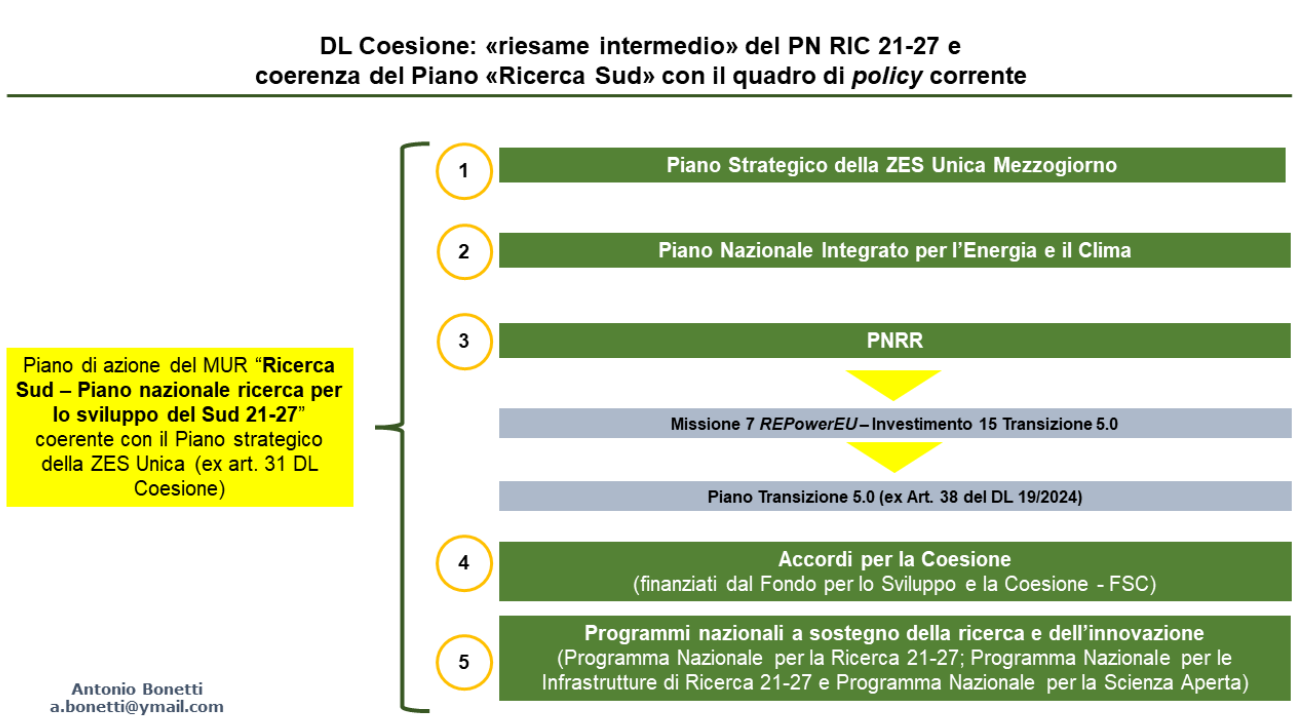 DL Coesione: «riesame intermedio» del PN RIC 21-27 e
coerenza del Piano «Ricerca Sud» con il quadro di policy corrente
Piano di azione del MUR “Ricerca
Sud – Piano nazionale ricerca per
lo sviluppo del Sud 21-27”
coerente con il Piano strategico
della ZES Unica (ex art. 31 DL
Coesione)
1
Piano Strategico della ZES Unica Mezzogiorno
2
Piano Nazionale Integrato per l’Energia e il Clima
3
PNRR
Missione 7 REPowerEU – Investimento 15 Transizione 5.0
Piano Transizione 5.0 (ex Art. 38 del DL 19/2024)
4
Accordi per la Coesione
(finanziati dal Fondo per lo Sviluppo e la Coesione - FSC)
5
Programmi nazionali a sostegno della ricerca e dell’innovazione
(Programma Nazionale per la Ricerca 21-27; Programma Nazionale per le
Infrastrutture di Ricerca 21-27 e Programma Nazionale per la Scienza Aperta)
Antonio Bonetti
a.bonetti@ymail.com